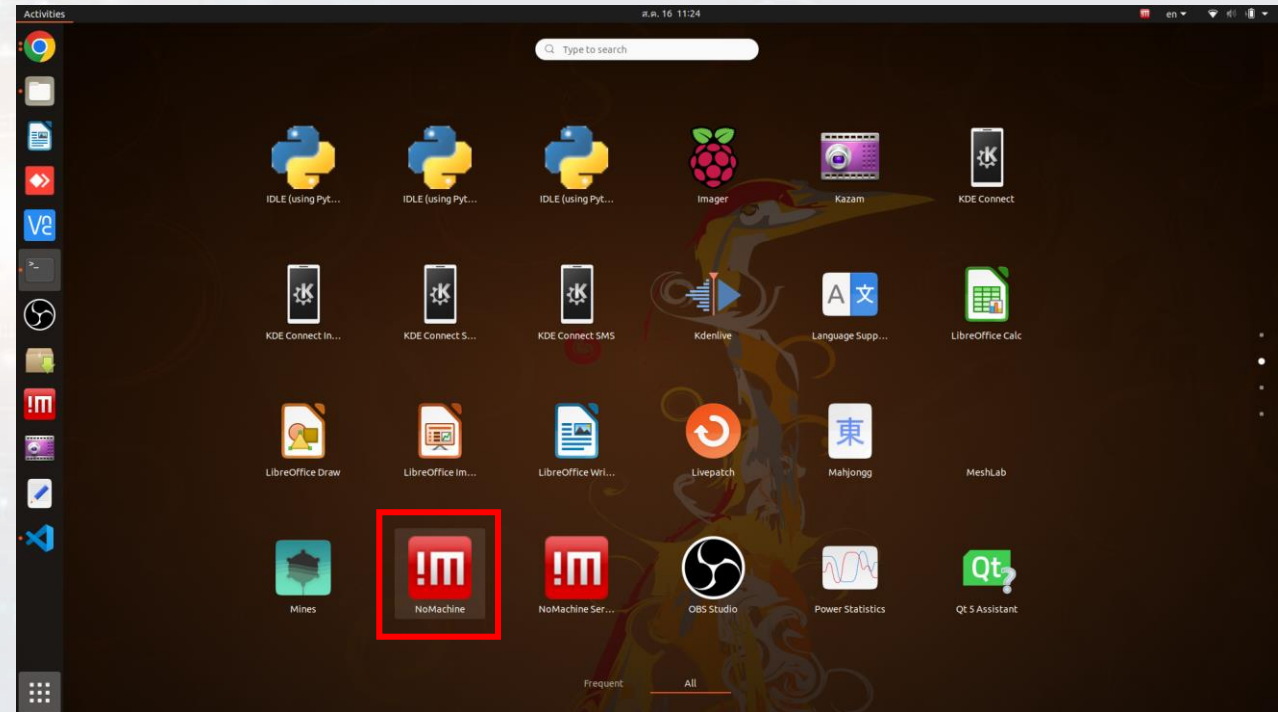 Activities
ส.ค. 16 11:24
en
Type to search
IDLE (using Pyt...
IDLE (using Pyt...
IDLE (using Pyt...
Imager
Kazam
KDE Connect
KDE Connect In...
KDE Connect S...
KDE Connect SMS
Kdenlive
Language Supp...
LibreOffice Calc
LibreOffice Draw
LibreOffice Im...
LibreOffice Wri...
Livepatch
Mahjongg
MeshLab
Mines
NoMachine
NoMachine Ser...
OBS Studio
Power Statistics
Qt 5 Assistant
Frequent
All